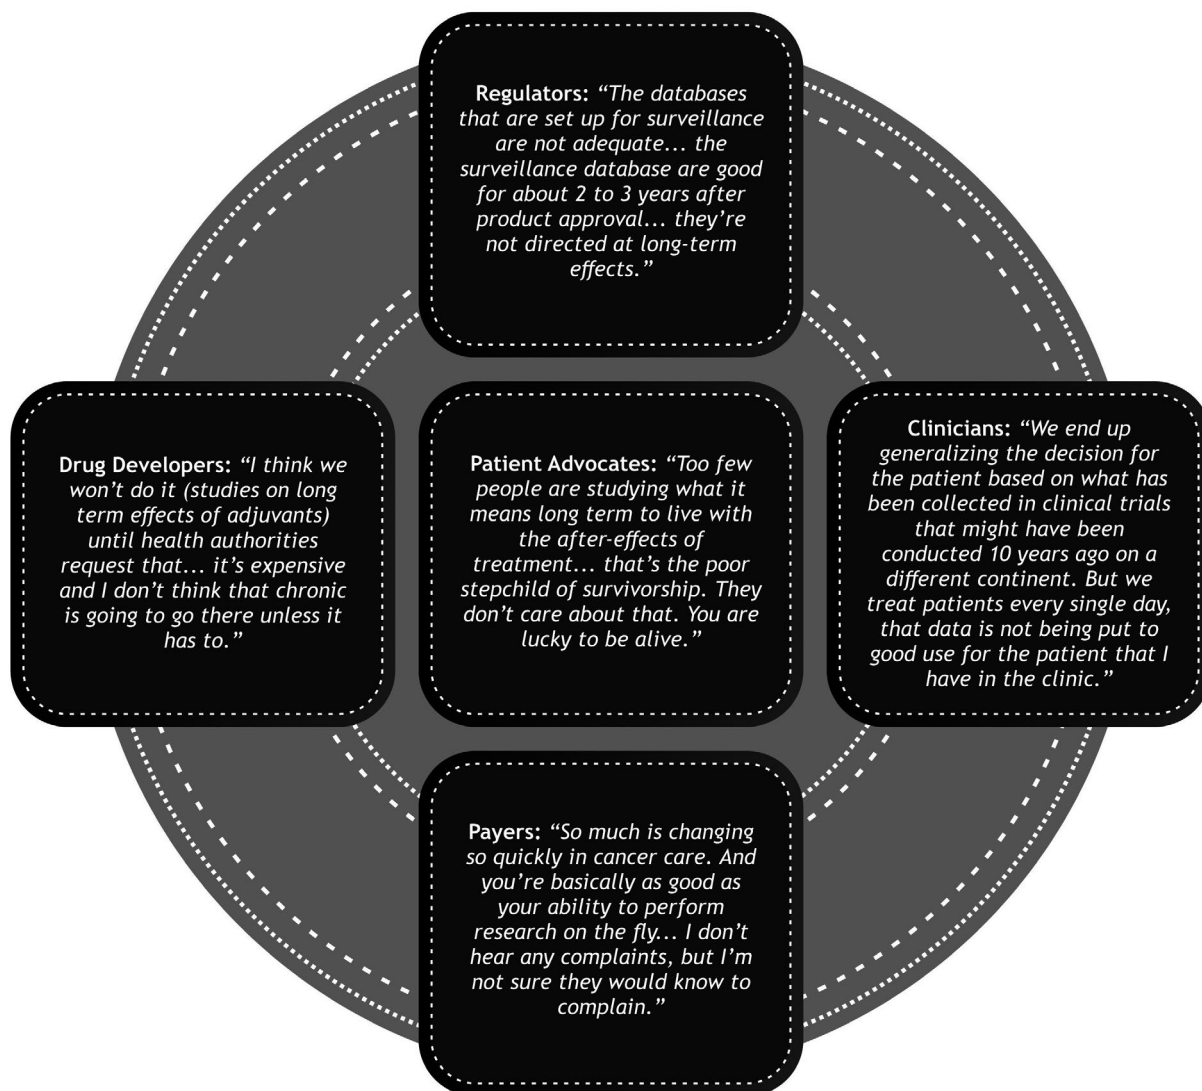 Regulators: “The databases
that are set up for surveillance
are not adequate... the
surveillance database are good
for about 2 to 3 years after
product approval... they’re
not directed at long-term
effects.”
Drug Developers: “I think we
won’t do it (studies on long
term effects of adjuvants)
until health authorities
request that... it’s expensive
and I don’t think that chronic
is going to go there unless it
has to.”
Patient Advocates: “Too few
people are studying what it
means long term to live with
the after-effects of
treatment... that’s the poor
stepchild of survivorship. They
don’t care about that. You are
lucky to be alive.”
Clinicians: “We end up
generalizing the decision for
the patient based on what has
been collected in clinical trials
that might have been
conducted 10 years ago on a
different continent. But we
treat patients every single day,
that data is not being put to
good use for the patient that I
have in the clinic.”
Payers: “So much is changing
so quickly in cancer care. And
you’re basically as good as
your ability to perform
research on the fly... I don’t
hear any complaints, but I’m
not sure they would know to
complain.”